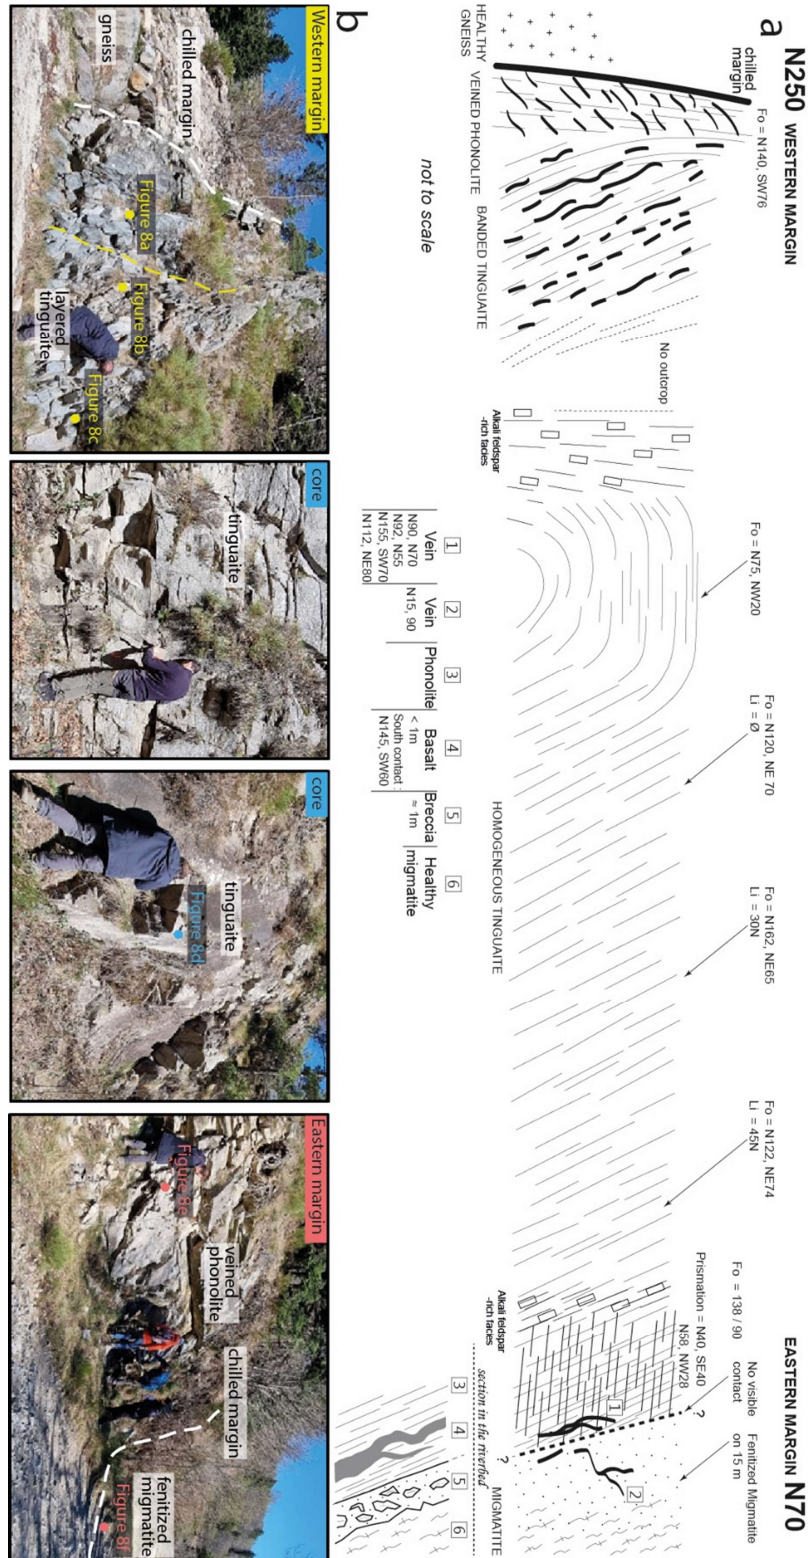 a
N250 WESTERN MARGIN
EASTERN MARGIN N70
chilled
margin
Fo = N140, SW76
No outcrop
Fo = N75, NW20
Fo = N120, NE 70
Li = Ø
Fo = N162, NE65
Li = 30N
Fo = N122, NE74
Li = 45N
Fo = 138 / 90
Prismation = N40, SE40
N58, NW28
No visible
contact
Fenitized Migmatite
on 15 m
?
1
2
HEALTHY
GNEISS
VEINED PHONOLITE
BANDED TINGUAITE
Alkali feldspar
-rich facies
HOMOGENEOUS TINGUAITE
Alkali feldspar
-rich facies
?
MIGMATITE
section in the riverbed
3
4
5
6
not to scale
1
Vein
N90, N70
N92, N55
N155, SW70
N112, NE80
2
Vein
N15, 90
3
Phonolite
4
Basalt
< 1m
South contact :
N145, SW60
5
Breccia
≈ 1m
6
Healthy
migmatite
b
Western margin
chilled margin
gneiss
Figure 8a
Figure 8b
layered
tinguaite
Figure 8c
core
tinguaite
core
tinguaite
Figure 8d
Eastern margin
Figure 8e
veined
phonolite
chilled margin
fenitized
migmatite
Figure 8f